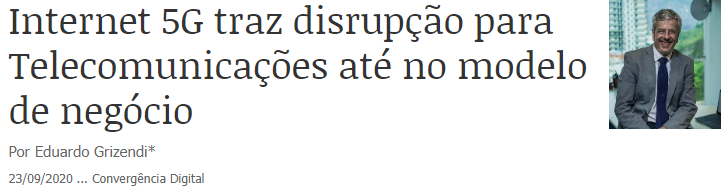 Internet 5G traz disrupção para
Telecomunicações até no modelo
de negócio
Por Eduardo Grizendi*
23/09/2020 ... Convergência Digital